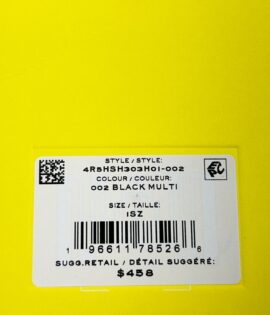 STYLE / STYLE:
4R5HSH303H01-002
COLOUR / COULEUR:
002 BLACK MULTI
SIZE / TAILLE:
1SZ
1 96611 78526 6
SUGG.RETAIL / DÉTAIL SUGGÉRÉ:
$458